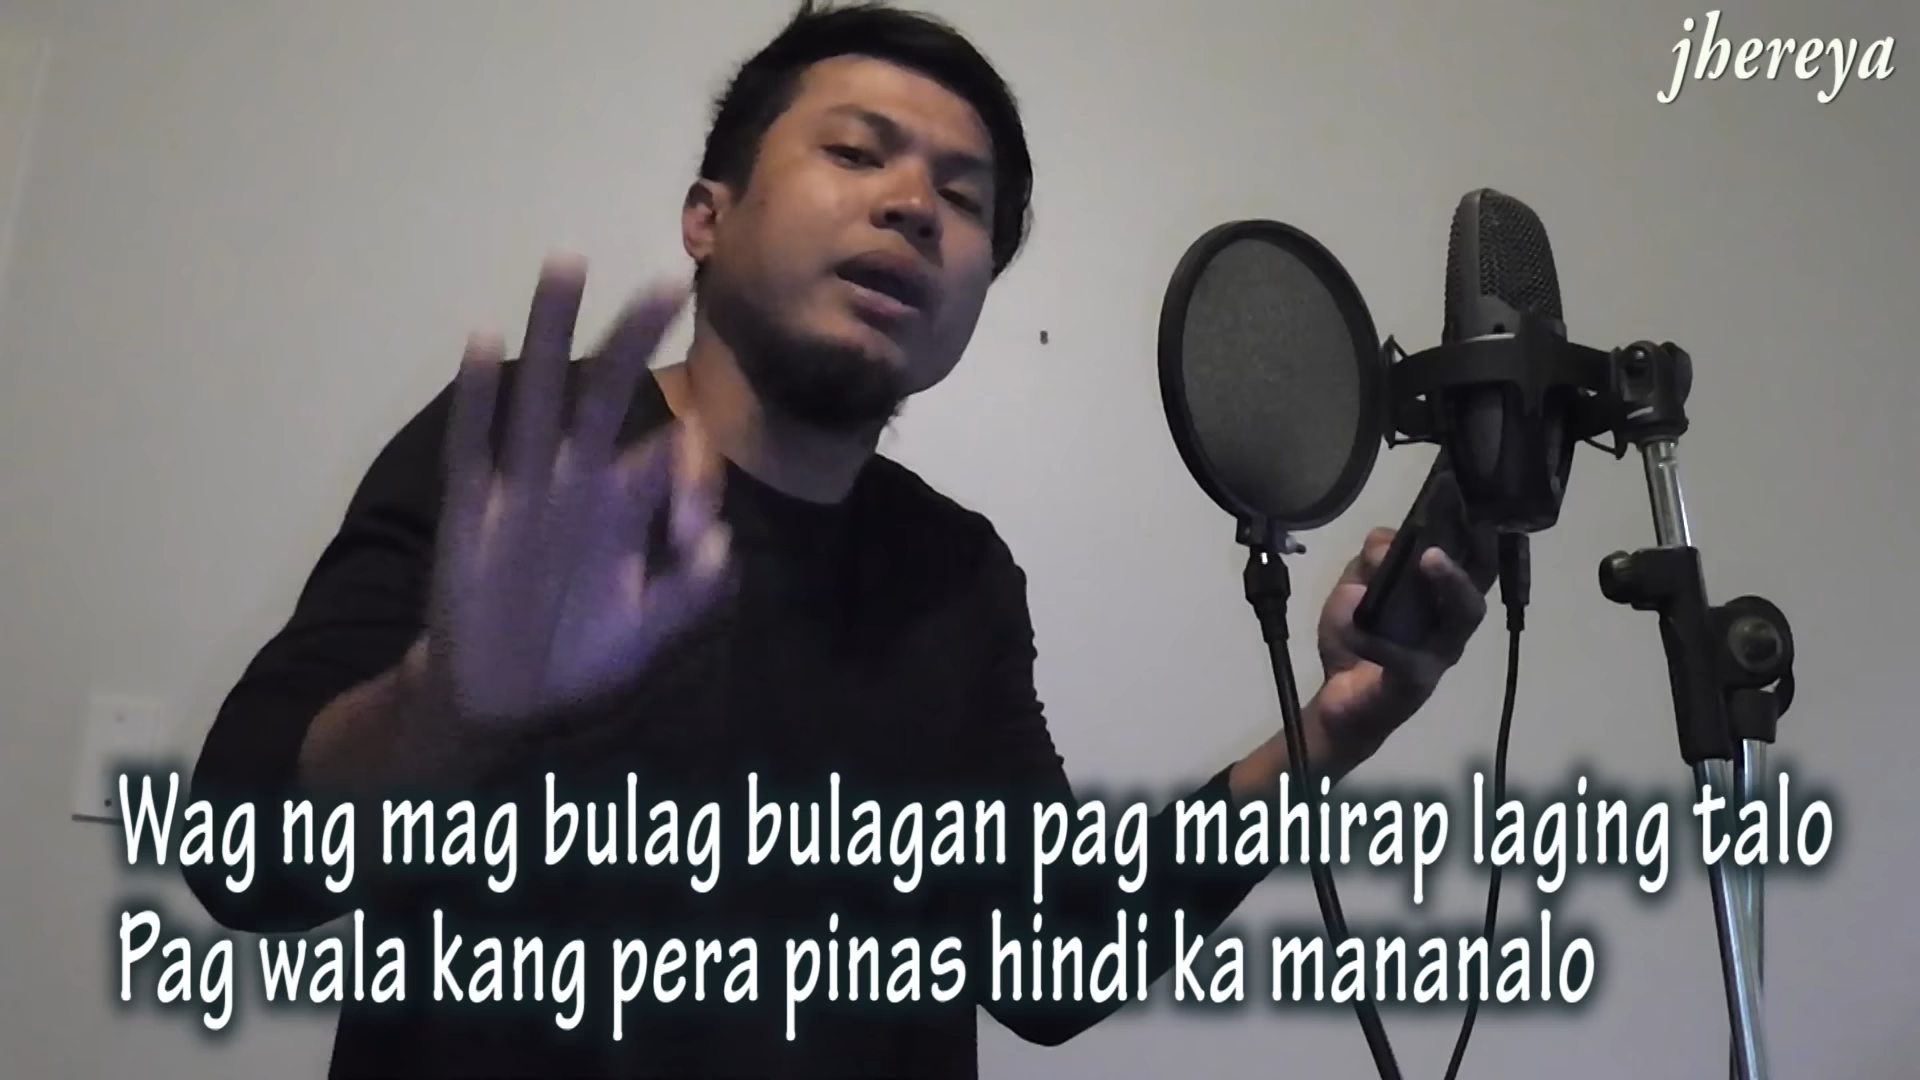 jhereya
Wag ng mag bulag bulagan pag mahirap laging talo
Pag wala kang pera pinas hindi ka mananalo